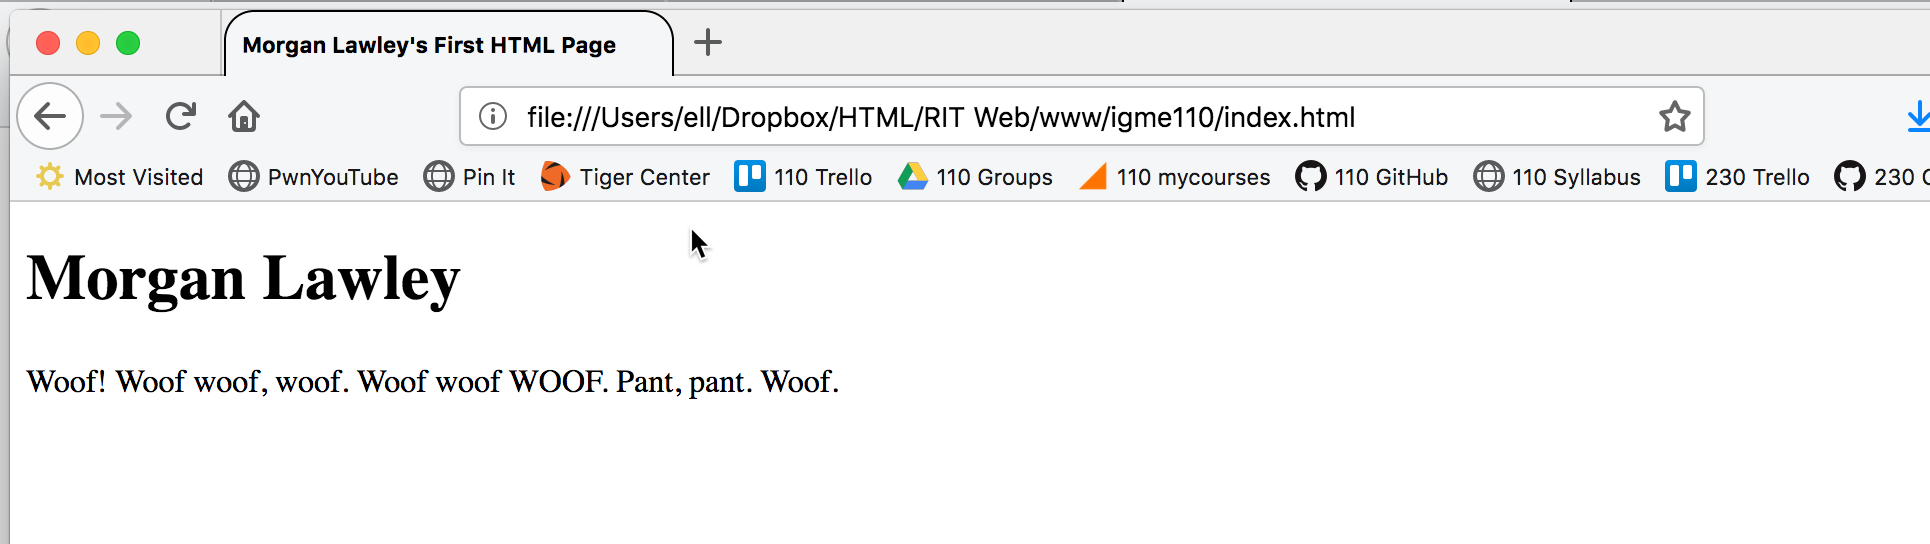 Morgan Lawley's First HTML Page
file:///Users/ell/Dropbox/HTML/RIT Web/www/igme110/index.html
Most Visited PwnYouTube Pin It Tiger Center 110 Trello 110 Groups 110 mycourses 110 GitHub 110 Syllabus 230 Trello 230
Morgan Lawley
Woof! Woof woof, woof. Woof woof WOOF. Pant, pant. Woof.